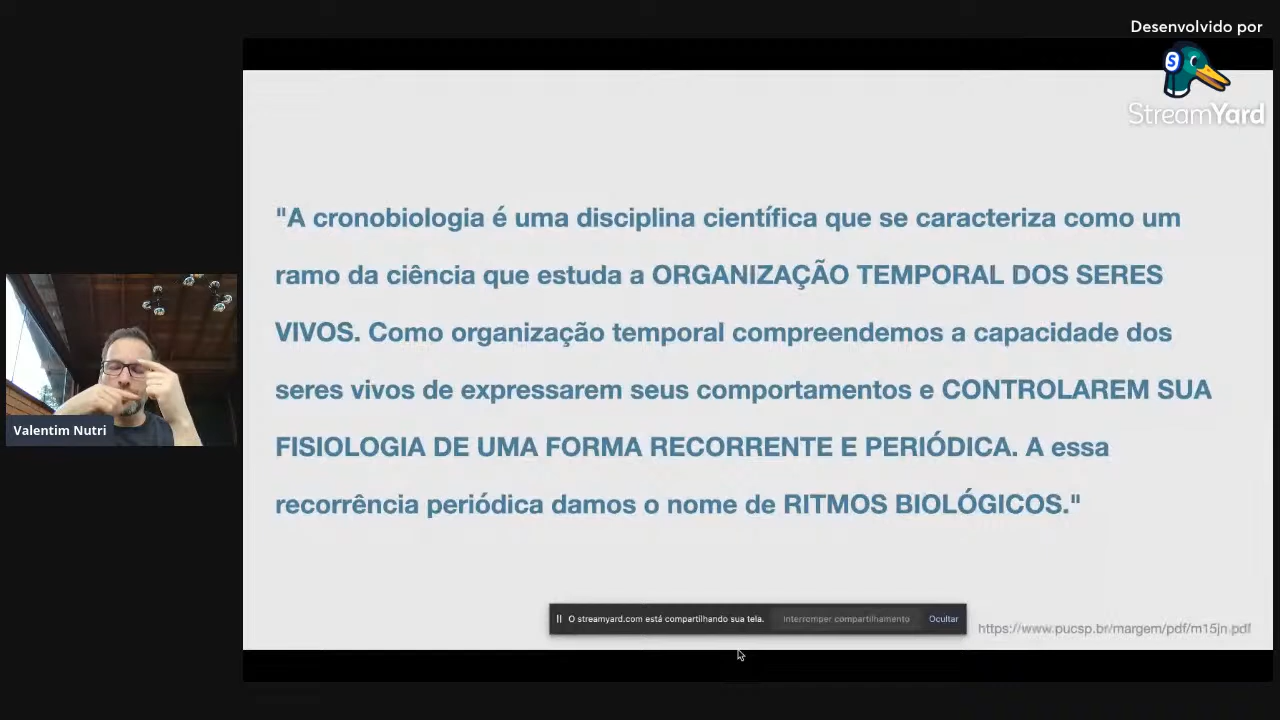 Desenvolvido por
StreamYard
"A cronobiologia é uma disciplina científica que se caracteriza como um
ramo da ciência que estuda a ORGANIZAÇÃO TEMPORAL DOS SERES
VIVOS. Como organização temporal compreendemos a capacidade dos
seres vivos de expressarem seus comportamentos e CONTROLAREM SUA
FISIOLOGIA DE UMA FORMA RECORRENTE E PERIÓDICA. A essa
recorrência periódica damos o nome de RITMOS BIOLÓGICOS."
Valentim Nutri
O streamyard.com está compartilhando sua tela. Interromper compartilhamento Ocultar
https://www.pucsp.br/margem/pdf/m15jn.pdf